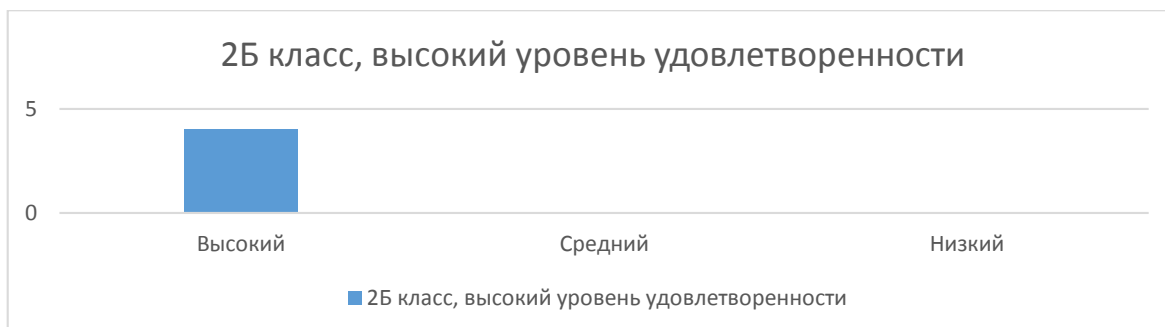 2Б класс, высокий уровень удовлетворенности
5
0
Высокий Средний Низкий
2Б класс, высокий уровень удовлетворенности